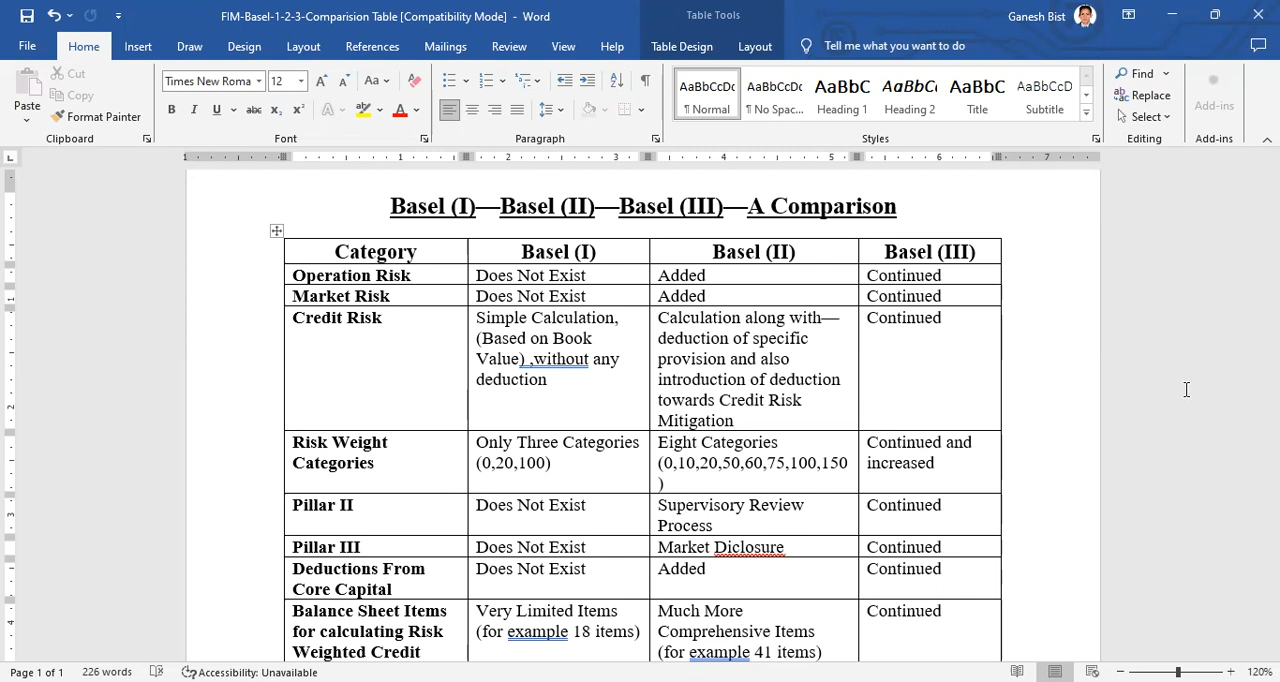 FIM-Basel-1-2-3-Comparision Table [Compatibility Mode] - Word
Table Tools
Ganesh Bist
File Home Insert Draw Design Layout References Mailings Review View Help Table Design Layout Tell me what you want to do
Paste
Cut
Copy
Format Painter
Clipboard
Times New Roma 12
Font
Paragraph
AaBbCcDc
¶ Normal
AaBbCcDc
¶ No Spac...
AaBbC
Heading 1
AaBbCc
Heading 2
AaBbC
Title
AaBbCcD
Subtitle
Styles
Find
Replace
Select
Editing
Add-ins
Add-ins
Basel (I)—Basel (II)—Basel (III)—A Comparison
Category Basel (I) Basel (II) Basel (III)
Operation Risk Does Not Exist Added Continued
Market Risk Does Not Exist Added Continued
Credit Risk
Simple Calculation,
(Based on Book
Value) ,without any
deduction
Calculation along with—
deduction of specific
provision and also
introduction of deduction
towards Credit Risk
Mitigation
Continued
Risk Weight
Categories
Only Three Categories
(0,20,100)
Eight Categories
(0,10,20,50,60,75,100,150
)
Continued and
increased
Pillar II
Does Not Exist
Supervisory Review
Process
Continued
Pillar III Does Not Exist Market Diclosure Continued
Deductions From
Core Capital
Does Not Exist
Added
Continued
Balance Sheet Items
for calculating Risk
Weighted Credit
Very Limited Items
(for example 18 items)
Much More
Comprehensive Items
(for example 41 items)
Continued
Page 1 of 1 226 words Accessibility: Unavailable 120%